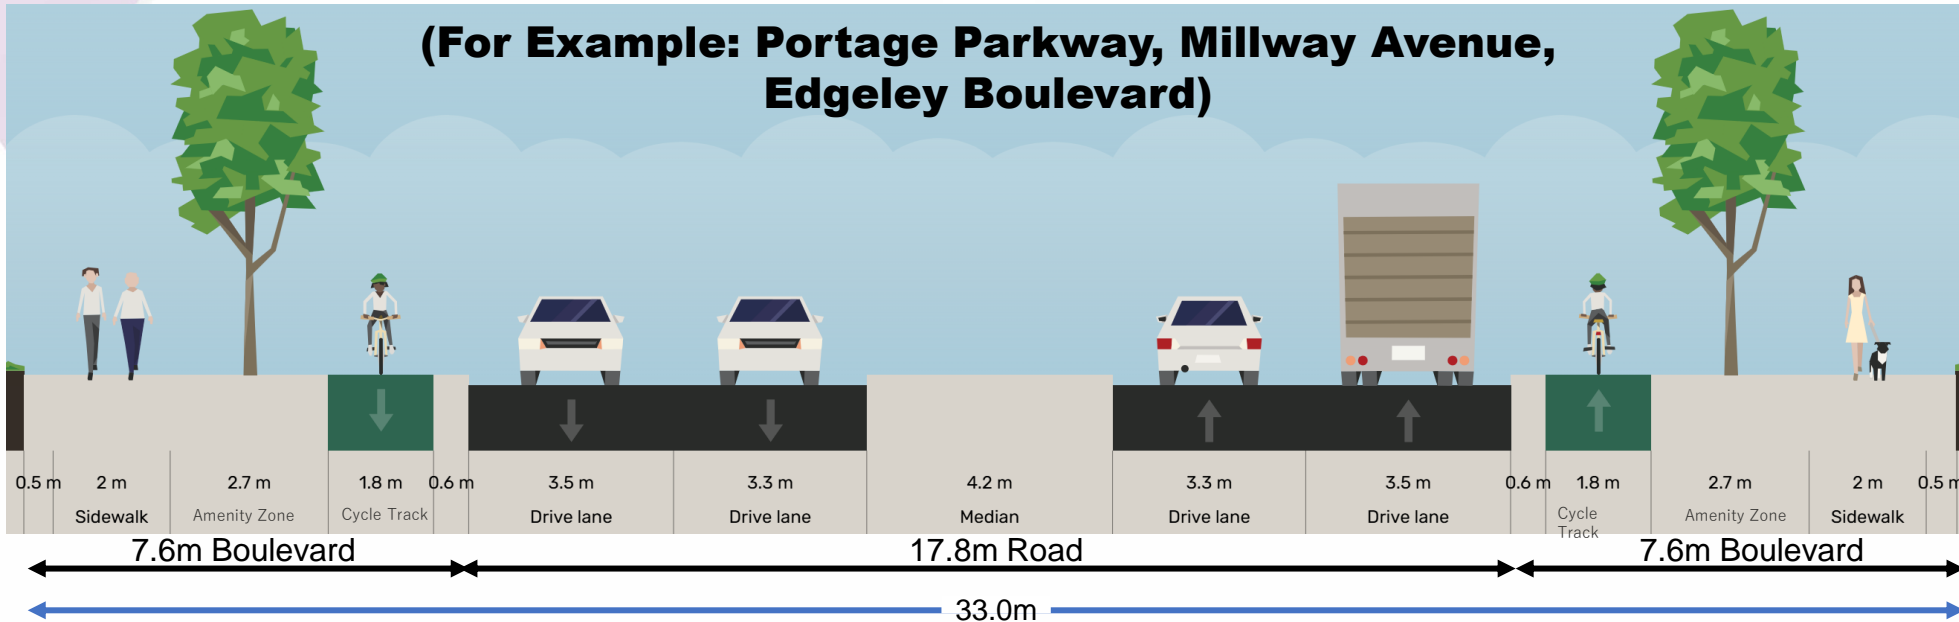 (For Example: Portage Parkway, Millway Avenue,
Edgeley Boulevard)
0.5 m 2 m 2.7 m 1.8 m 0.6 m 3.5 m 3.3 m 4.2 m 3.3 m 3.5 m 0.6 m 1.8 m 2.7 m 2 m 0.5 m
Sidewalk Amenity Zone Cycle Track Drive lane Drive lane Median Drive lane Drive lane Cycle Amenity Zone Sidewalk
Track
7.6m Boulevard 17.8m Road 7.6m Boulevard
33.0m